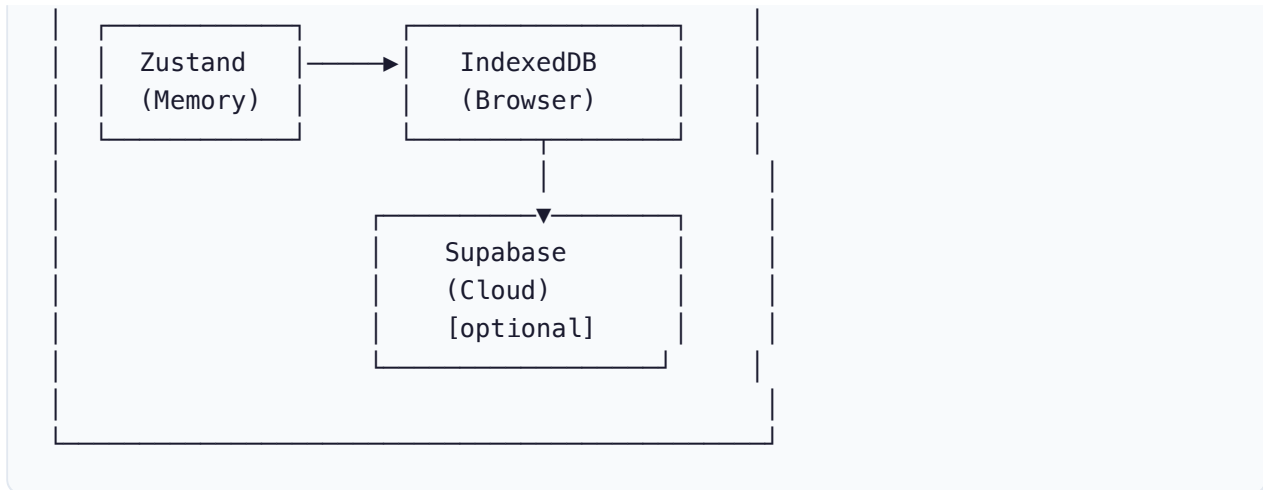 Zustand IndexedDB
(Memory) (Browser)
Supabase
(Cloud)
[optional]